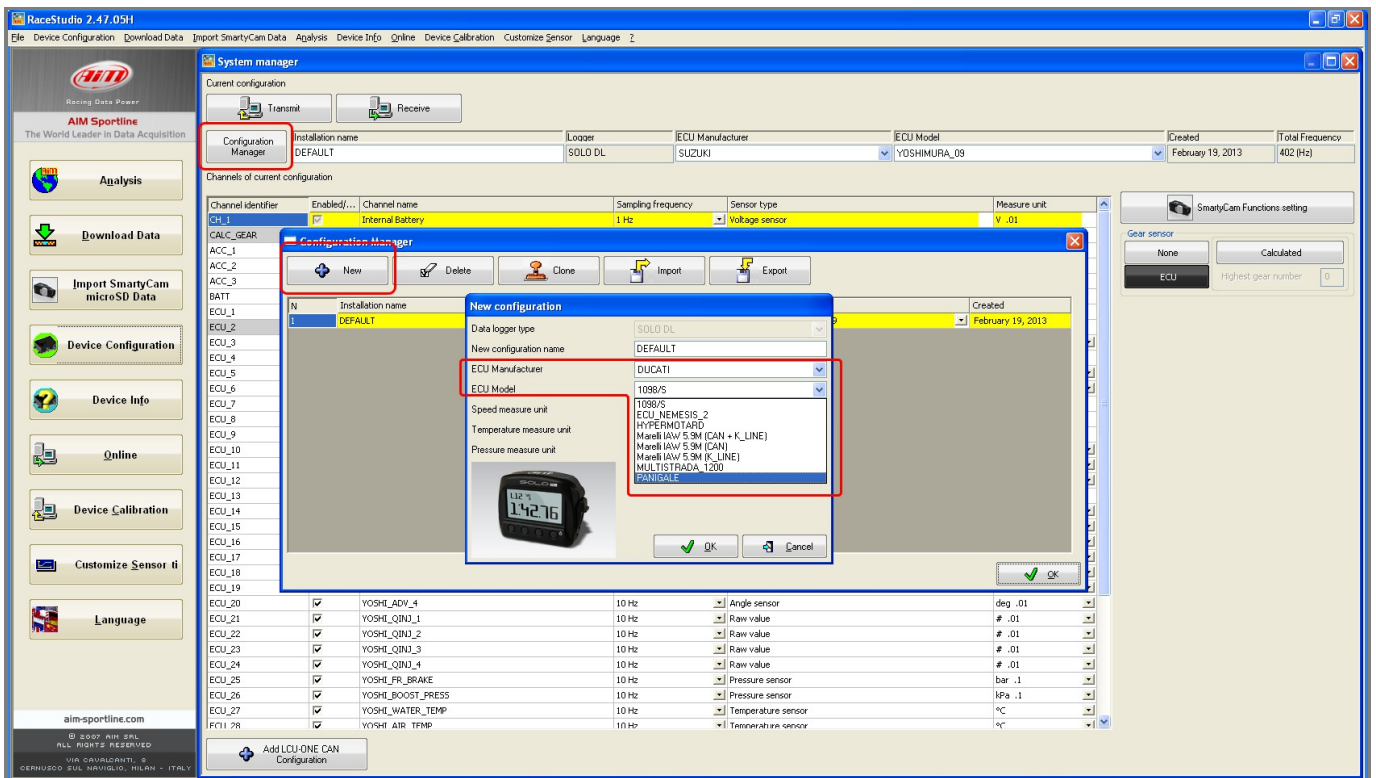 RaceStudio 2.47.05H
File Device Configuration Download Data Import SmartyCam Data Analysis Device Info Online Device Calibration Customize Sensor Language ?
AiM
Racing Data Power
AIM Sportline
The World Leader in Data Acquisition
Analysis
Download Data
Import SmartyCam
microSD Data
Device Configuration
Device Info
Online
Device Calibration
Customize Sensor ti
Language
aim-sportline.com
© 2007 AIM SRL
ALL RIGHTS RESERVED
VIA CAVALCANTI, 8
CERNUSCO SUL NAVIGLIO, MILAN - ITALY
System manager
Current configuration
Transmit Receive
Configuration
Manager
Installation name Logger ECU Manufacturer ECU Model Created Total Frequency
DEFAULT SOLO DL SUZUKI YOSHIMURA_09 February 19, 2013 402 (Hz)
Channels of current configuration
Channel identifier Enabled/... Channel name Sampling frequency Sensor type Measure unit
CH_1 Internal Battery 1 Hz Voltage sensor V .01
CALC_GEAR
ACC_1
ACC_2
ACC_3
BATT
ECU_1
ECU_2
ECU_3
ECU_4
ECU_5
ECU_6
ECU_7
ECU_8
ECU_9
ECU_10
ECU_11
ECU_12
ECU_13
ECU_14
ECU_15
ECU_16
ECU_17
ECU_18
ECU_19
ECU_20 YOSHI_ADV_4 10 Hz Angle sensor deg .01
ECU_21 YOSHI_QINJ_1 10 Hz Raw value # .01
ECU_22 YOSHI_QINJ_2 10 Hz Raw value # .01
ECU_23 YOSHI_QINJ_3 10 Hz Raw value # .01
ECU_24 YOSHI_QINJ_4 10 Hz Raw value # .01
ECU_25 YOSHI_FR_BRAKE 10 Hz Pressure sensor bar .1
ECU_26 YOSHI_BOOST_PRESS 10 Hz Pressure sensor kPa .1
ECU_27 YOSHI_WATER_TEMP 10 Hz Temperature sensor °C
ECU_28 YOSHI_AIR_TEMP 10 Hz Temperature sensor °C
Add LCU-ONE CAN
Configuration
SmartyCam Functions setting
Gear sensor
None Calculated
ECU Highest gear number 0
Configuration Manager
New Delete Clone Import Export
N Installation name Created
1 DEFAULT 9 February 19, 2013
OK
New configuration
Data logger type SOLO DL
New configuration name DEFAULT
ECU Manufacturer DUCATI
ECU Model 1098/S
Speed measure unit
Temperature measure unit
Pressure measure unit
1098/S
ECU_NEMESIS_2
HYPERMOTARD
Marelli IAW 5.9M (CAN + K_LINE)
Marelli IAW 5.9M (CAN)
Marelli IAW 5.9M (K_LINE)
MULTISTRADA_1200
PANIGALE
SOLO
1:42.76
OK Cancel